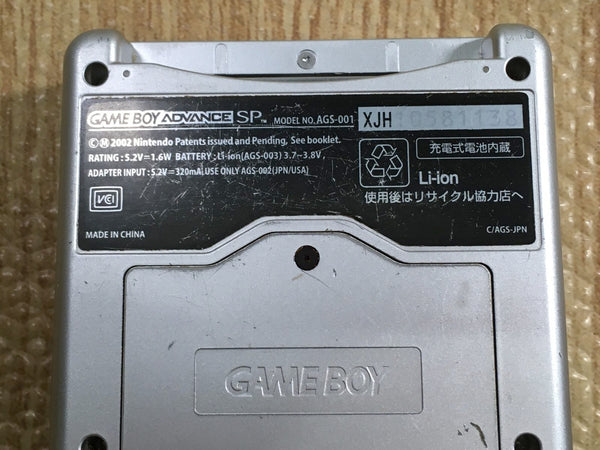 GAME BOY ADVANCE SP™ MODEL NO. AGS-001 XJH10581138
©Ⓜ 2002 Nintendo Patents issued and Pending, See booklet.
RATING : 5.2V⎓1.6W BATTERY : Li-ion(AGS-003) 3.7~3.8V
ADAPTER INPUT : 5.2V⎓320mA USE ONLY AGS-002(JPN/USA)
充電式電池内蔵
Li-ion
使用後はリサイクル協力店へ
VCI
MADE IN CHINA
C/AGS-JPN
GAME BOY